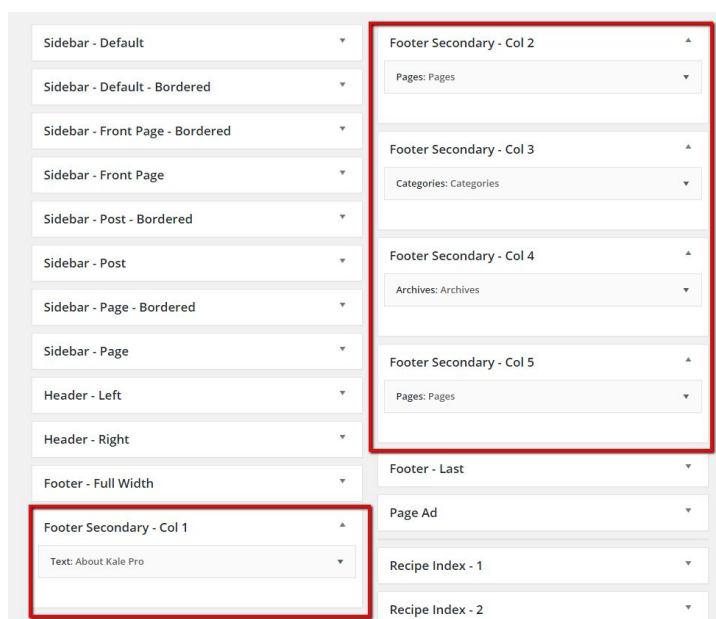 Sidebar - Default
Sidebar - Default - Bordered
Sidebar - Front Page - Bordered
Sidebar - Front Page
Sidebar - Post - Bordered
Sidebar - Post
Sidebar - Page - Bordered
Sidebar - Page
Header - Left
Header - Right
Footer - Full Width
Footer Secondary - Col 1
Text: About Kale Pro
Footer Secondary - Col 2
Pages: Pages
Footer Secondary - Col 3
Categories: Categories
Footer Secondary - Col 4
Archives: Archives
Footer Secondary - Col 5
Pages: Pages
Footer - Last
Page Ad
Recipe Index - 1
Recipe Index - 2